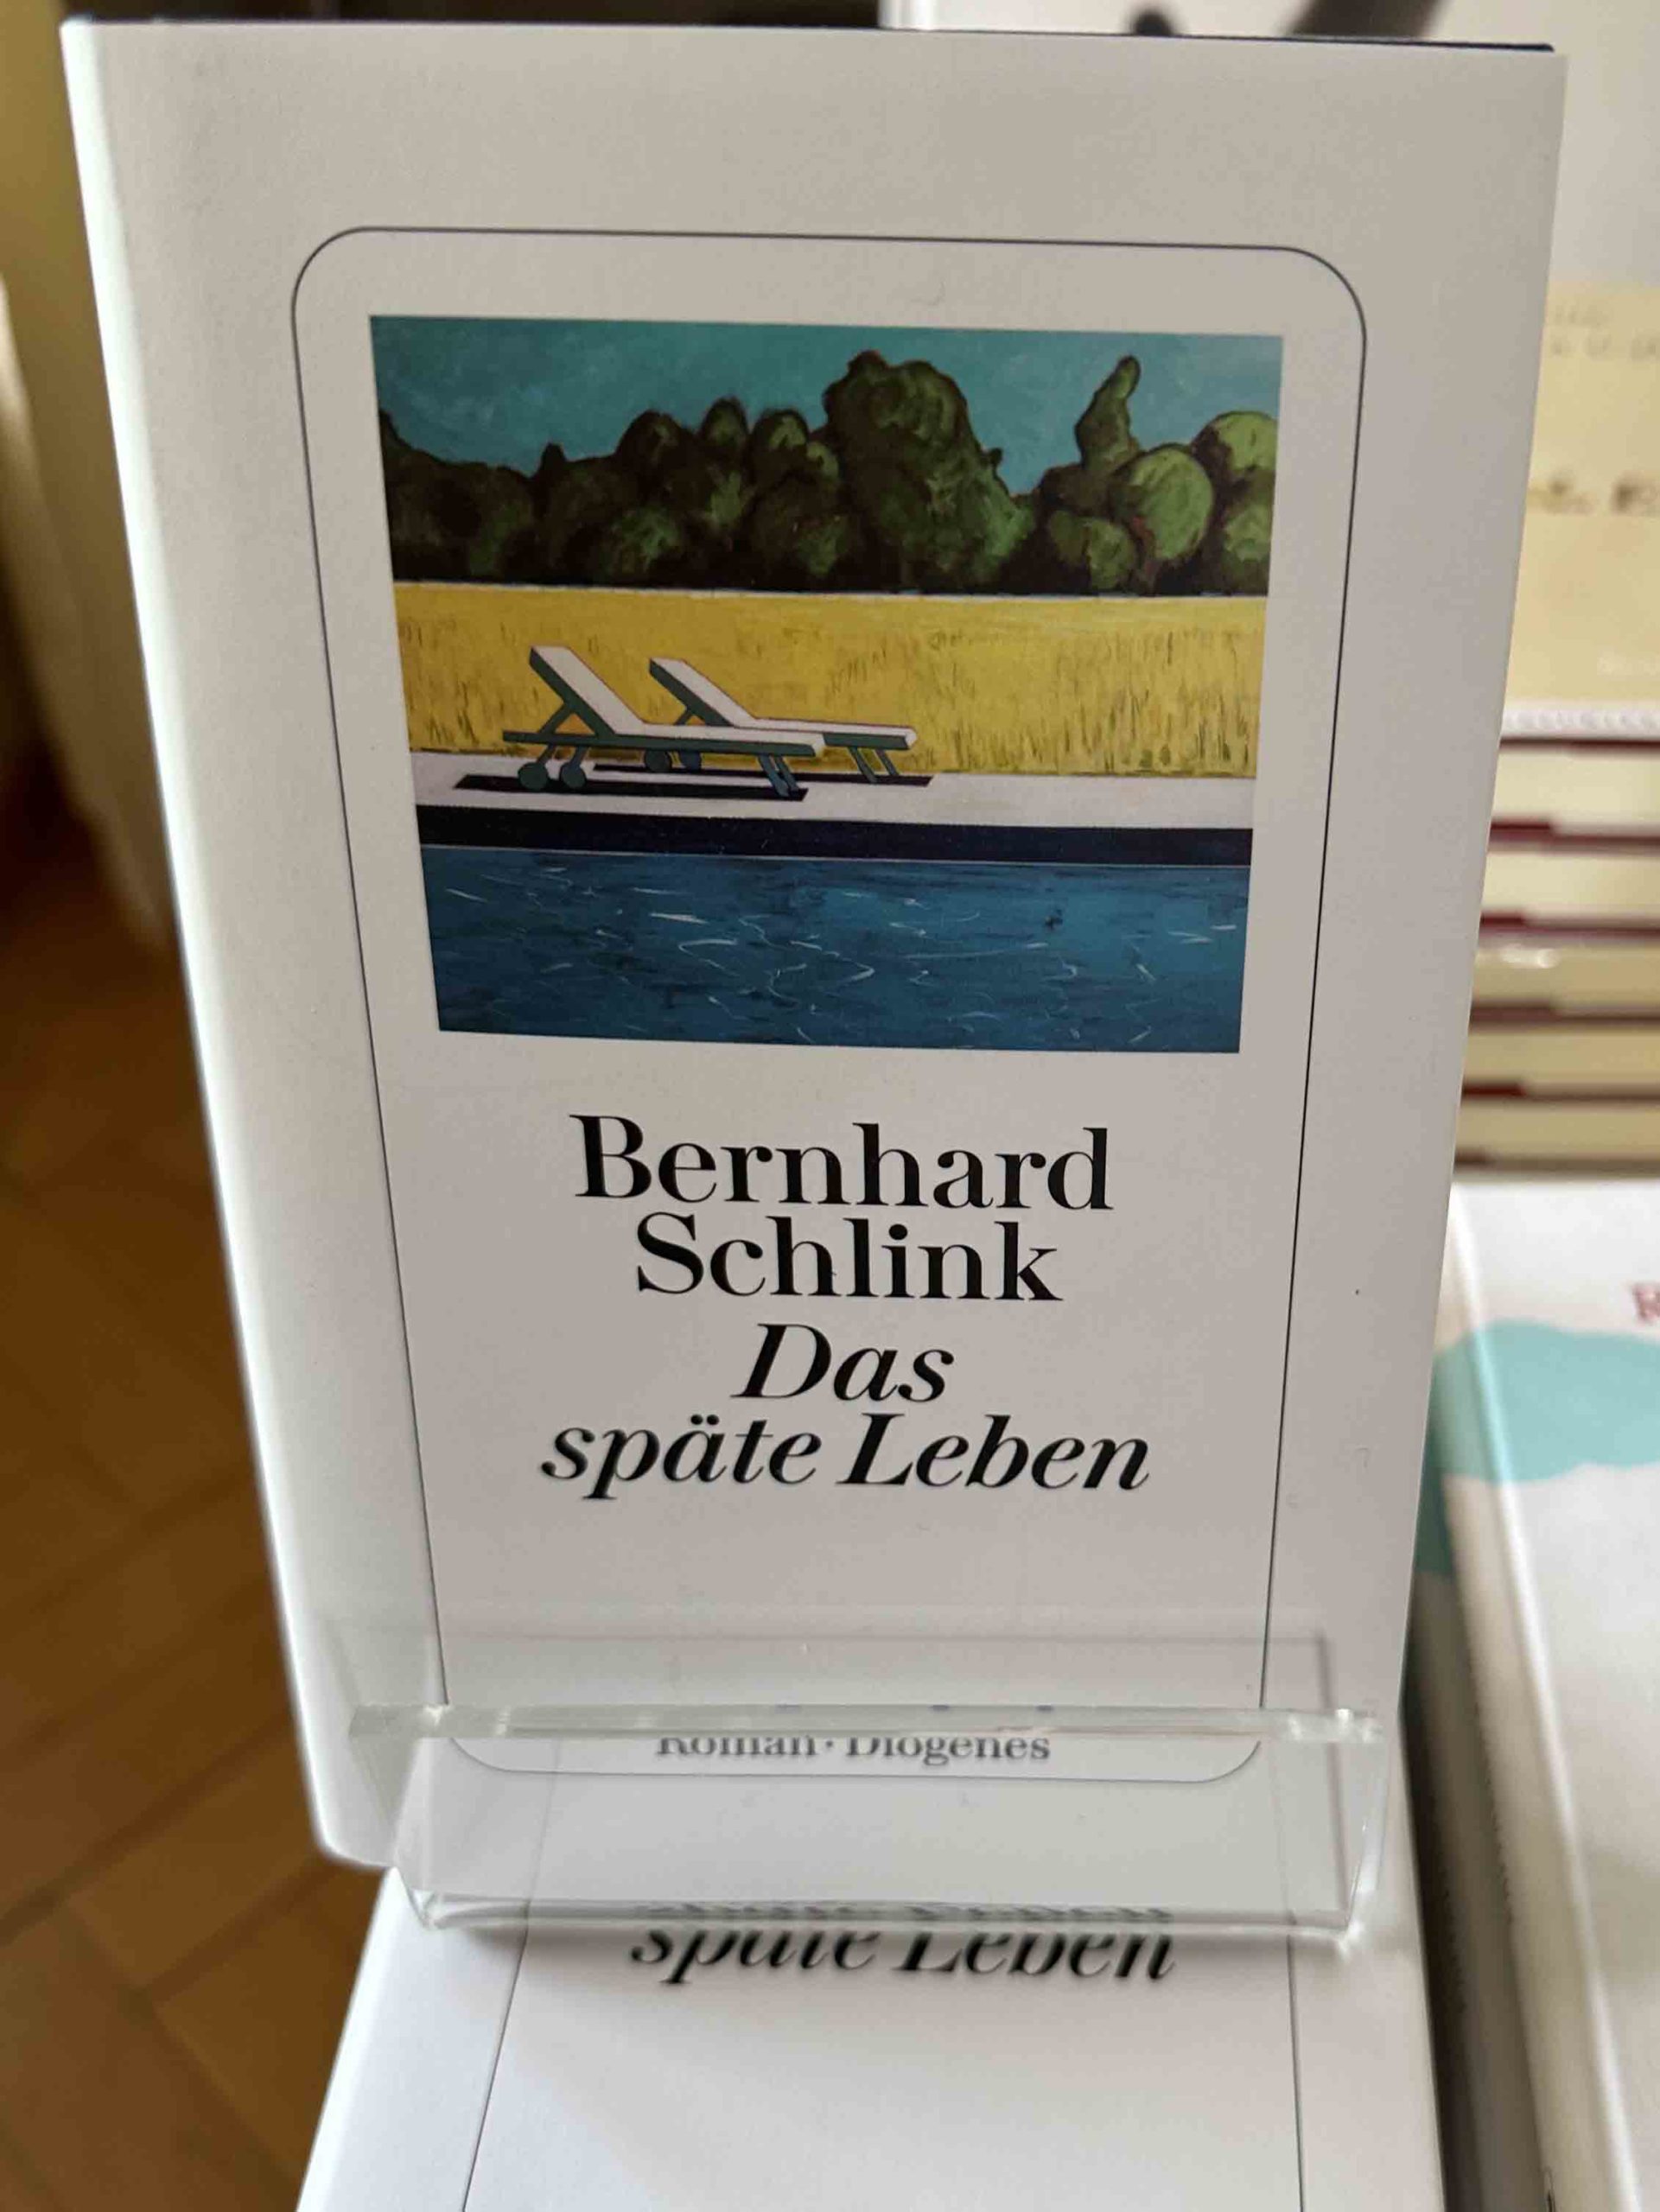 Bernhard
Schlink
Das
späte Leben
Roman · Diogenes
späte Leben